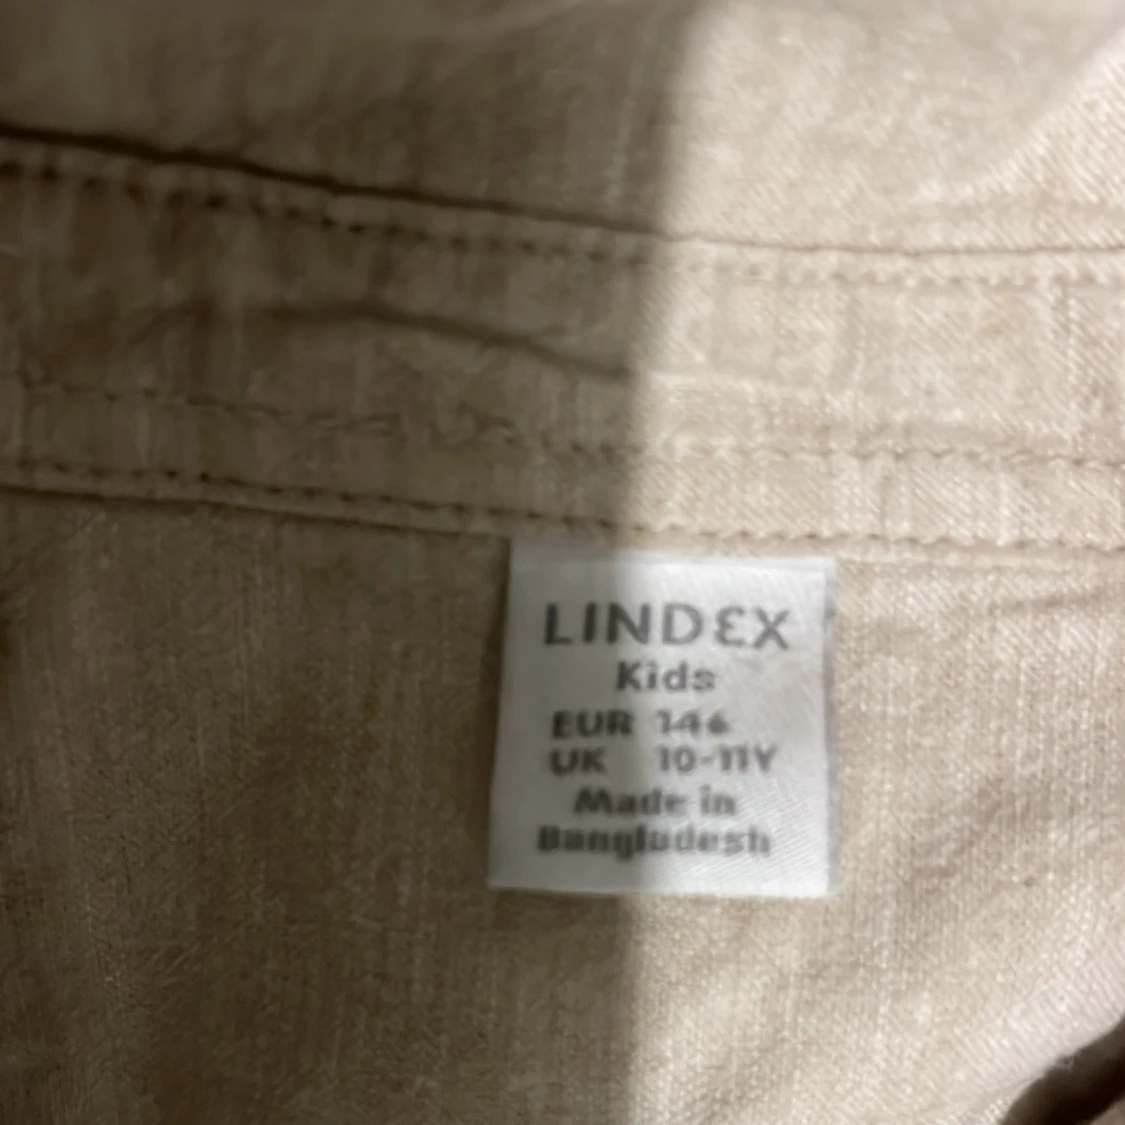 LINDEX
Kids
EUR 146
UK 10-11Y
Made in
Bangladesh